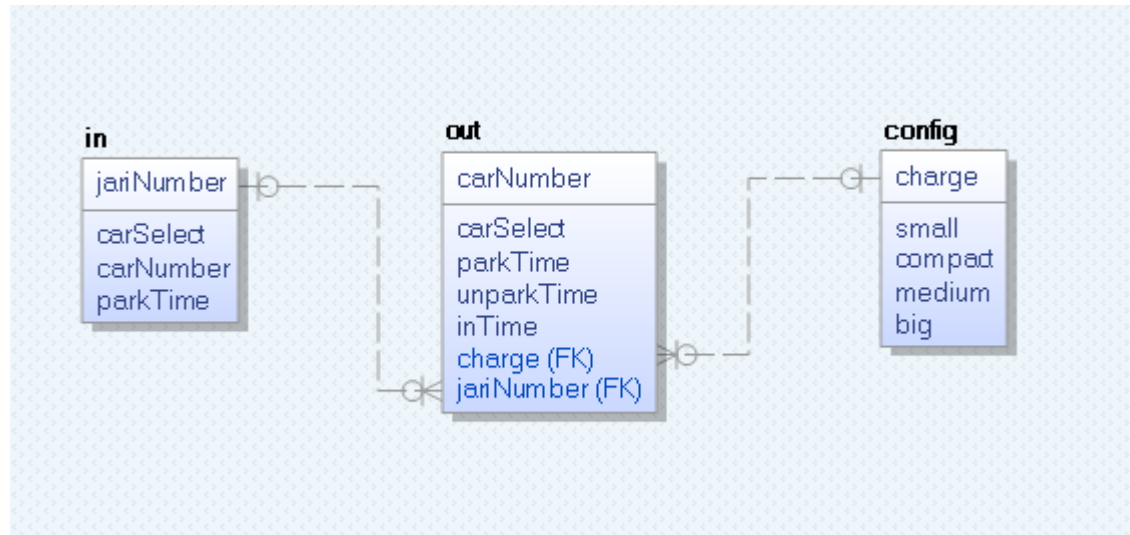 in
jariNumber
carSelect
carNumber
parkTime
out
carNumber
carSelect
parkTime
unparkTime
inTime
charge (FK)
jariNumber (FK)
config
charge
small
compact
medium
big